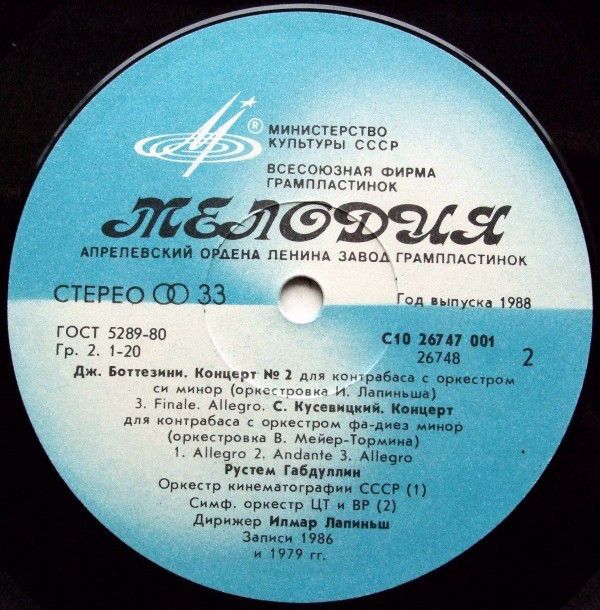 ® МИНИСТЕРСТВО
КУЛЬТУРЫ СССР
ВСЕСОЮЗНАЯ ФИРМА
ГРАМПЛАСТИНОК
МЕЛОДИЯ
АПРЕЛЕВСКИЙ ОРДЕНА ЛЕНИНА ЗАВОД ГРАМПЛАСТИНОК
СТЕРЕО 33
Год выпуска 1988
ГОСТ 5289-80
С10 26747 001
Гр. 2. 1-20
26748
2
Дж. Боттезини. Концерт № 2 для контрабаса с оркестром
си минор (оркестровка И. Лапиньша)
3. Finale. Allegro. С. Кусевицкий. Концерт
для контрабаса с оркестром фа-диез минор
(оркестровка В. Мейер-Тормина)
1. Allegro 2. Andante 3. Allegro
Рустем Габдуллин
Оркестр кинематографии СССР (1)
Симф. оркестр ЦТ и ВР (2)
Дирижер Илмар Лапиньш
Записи 1986
и 1979 гг.